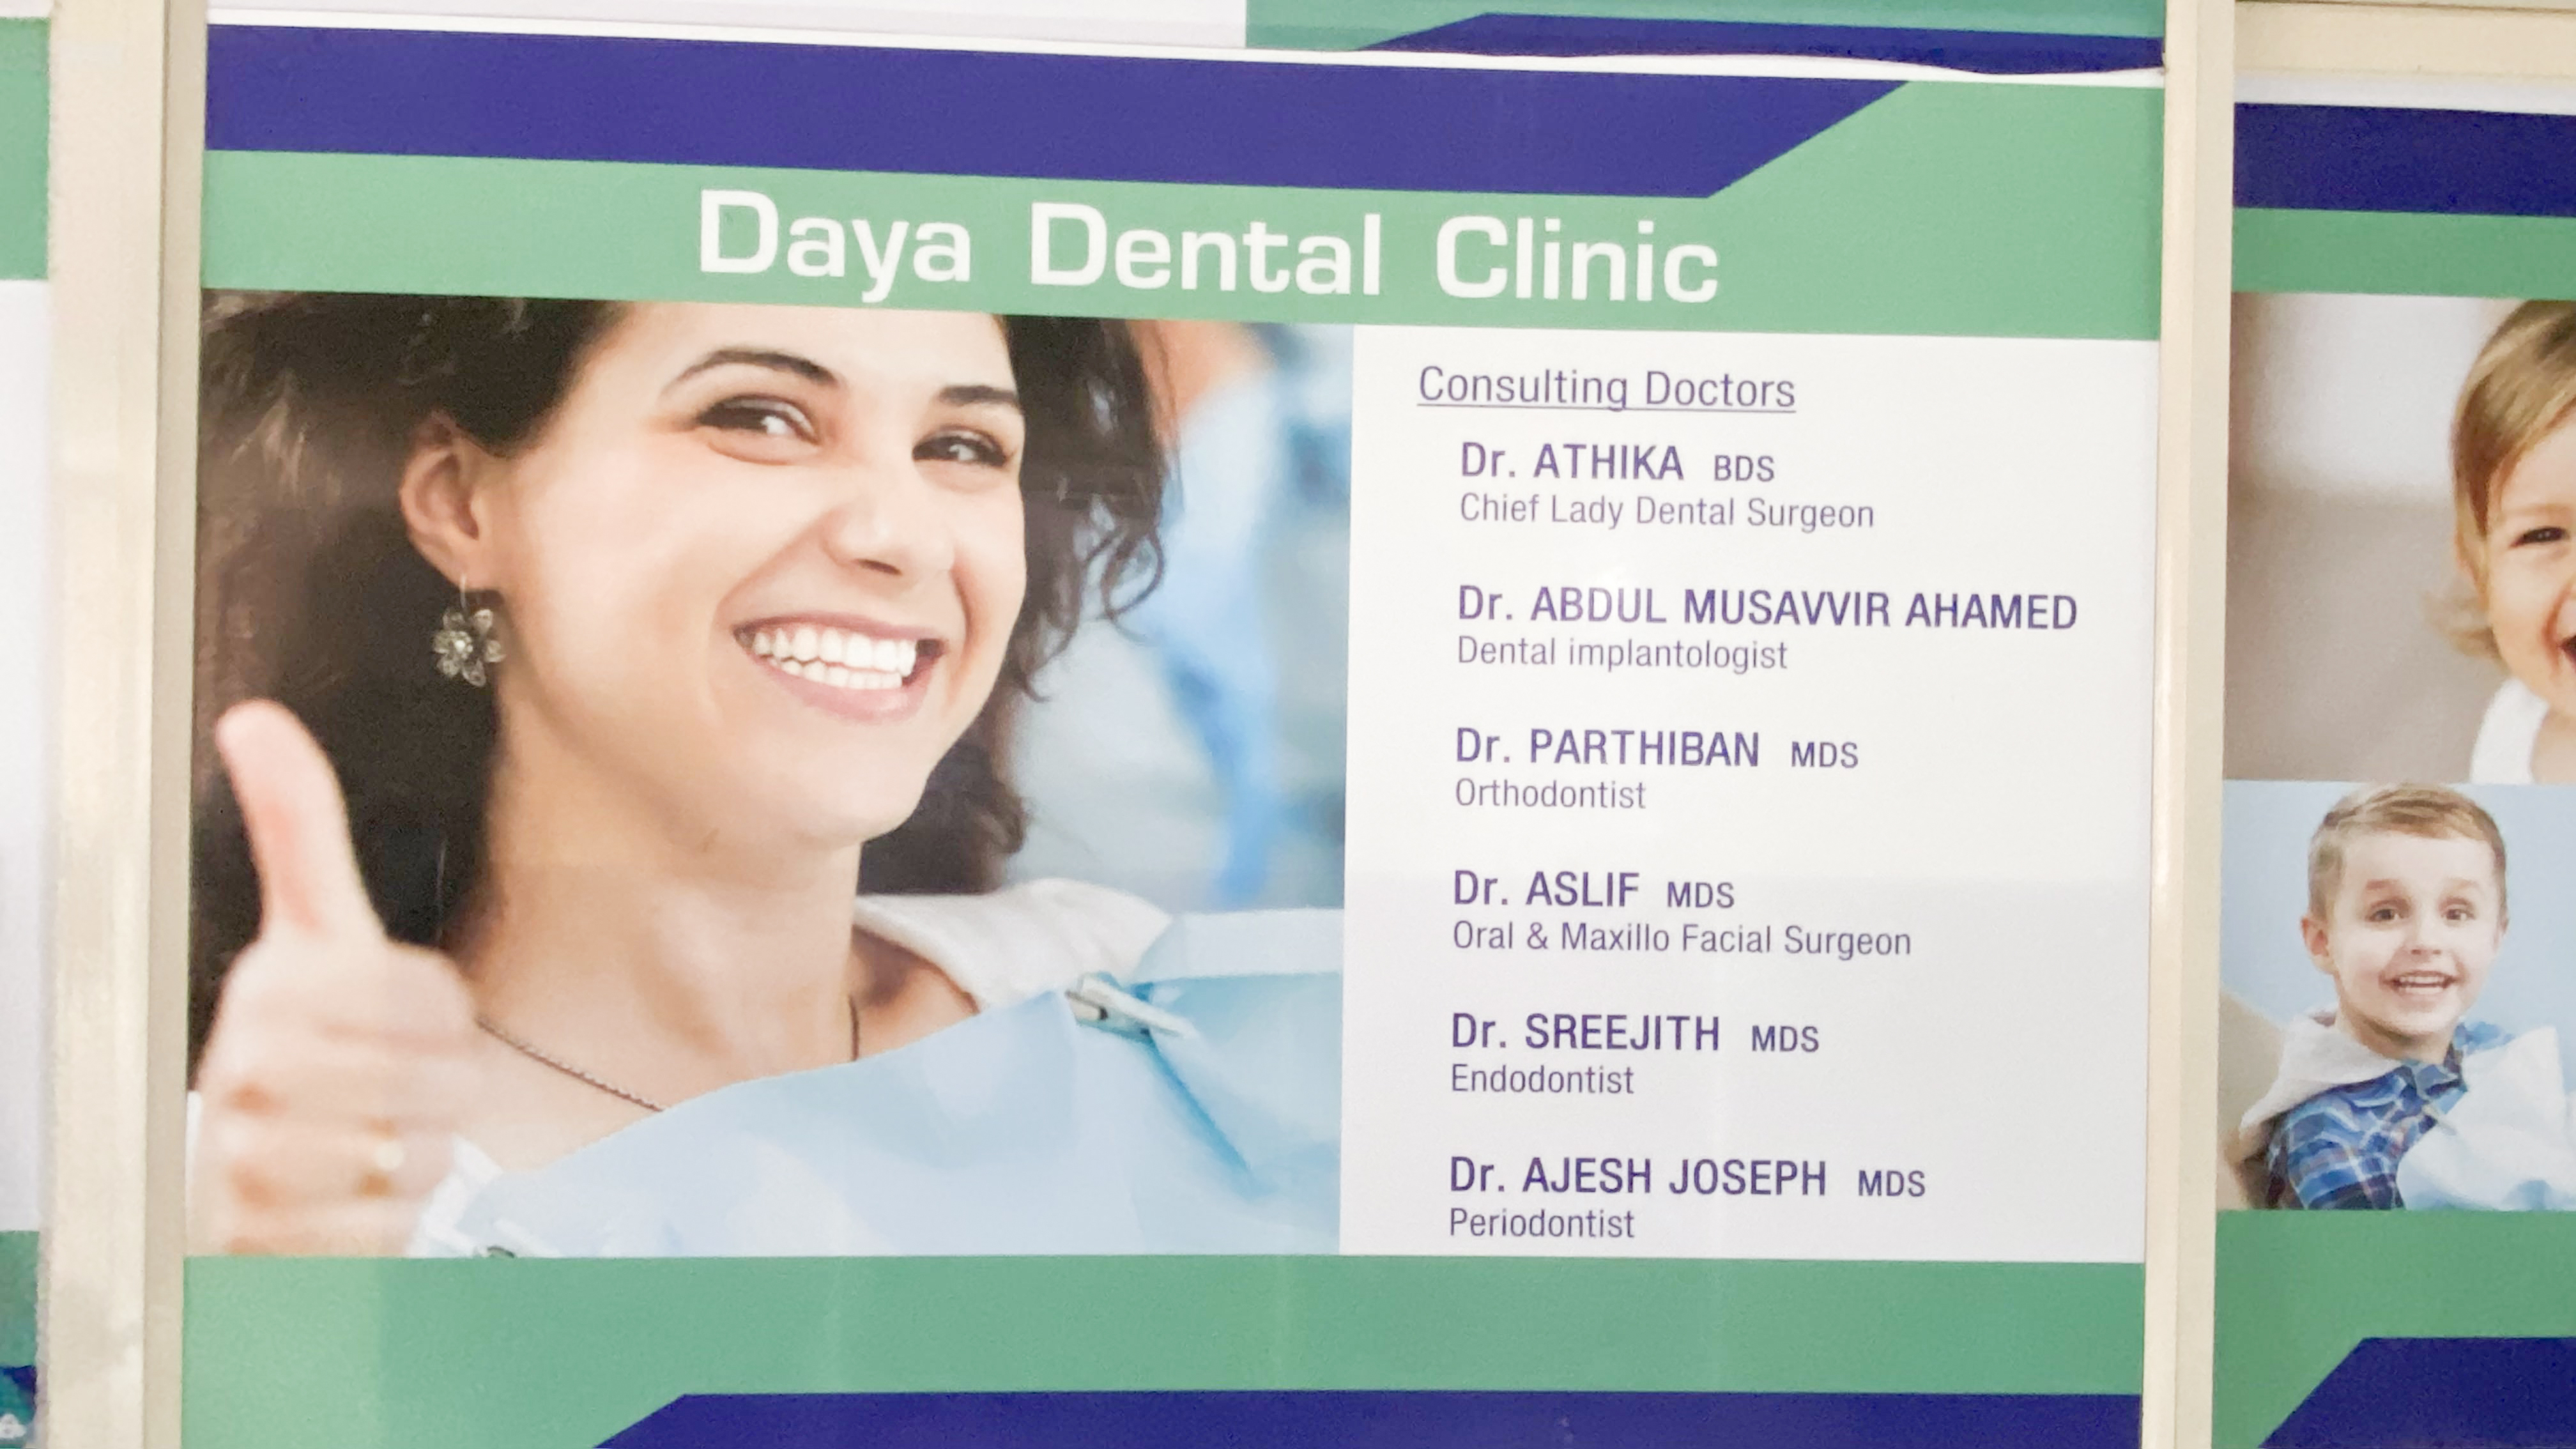 Daya Dental Clinic
Consulting Doctors
Dr. ATHIKA BDS
Chief Lady Dental Surgeon
Dr. ABDUL MUSAVVIR AHAMED
Dental implantologist
Dr. PARTHIBAN MDS
Orthodontist
Dr. ASLIF MDS
Oral & Maxillo Facial Surgeon
Dr. SREEJITH MDS
Endodontist
Dr. AJESH JOSEPH MDS
Periodontist